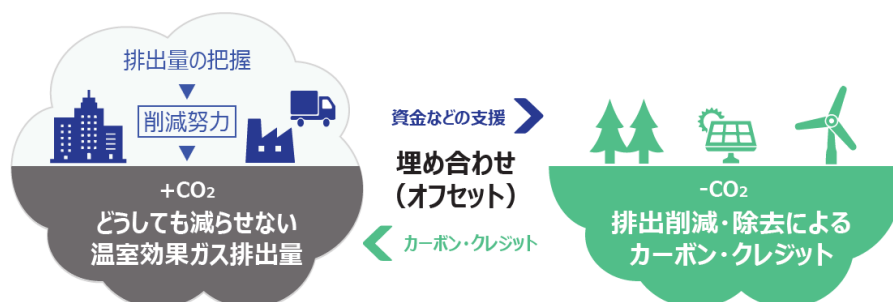 排出量の把握
削減努力
+CO₂
どうしても減らせない
温室効果ガス排出量
資金などの支援
埋め合わせ
（オフセット）
カーボン・クレジット
-CO₂
排出削減・除去による
カーボン・クレジット